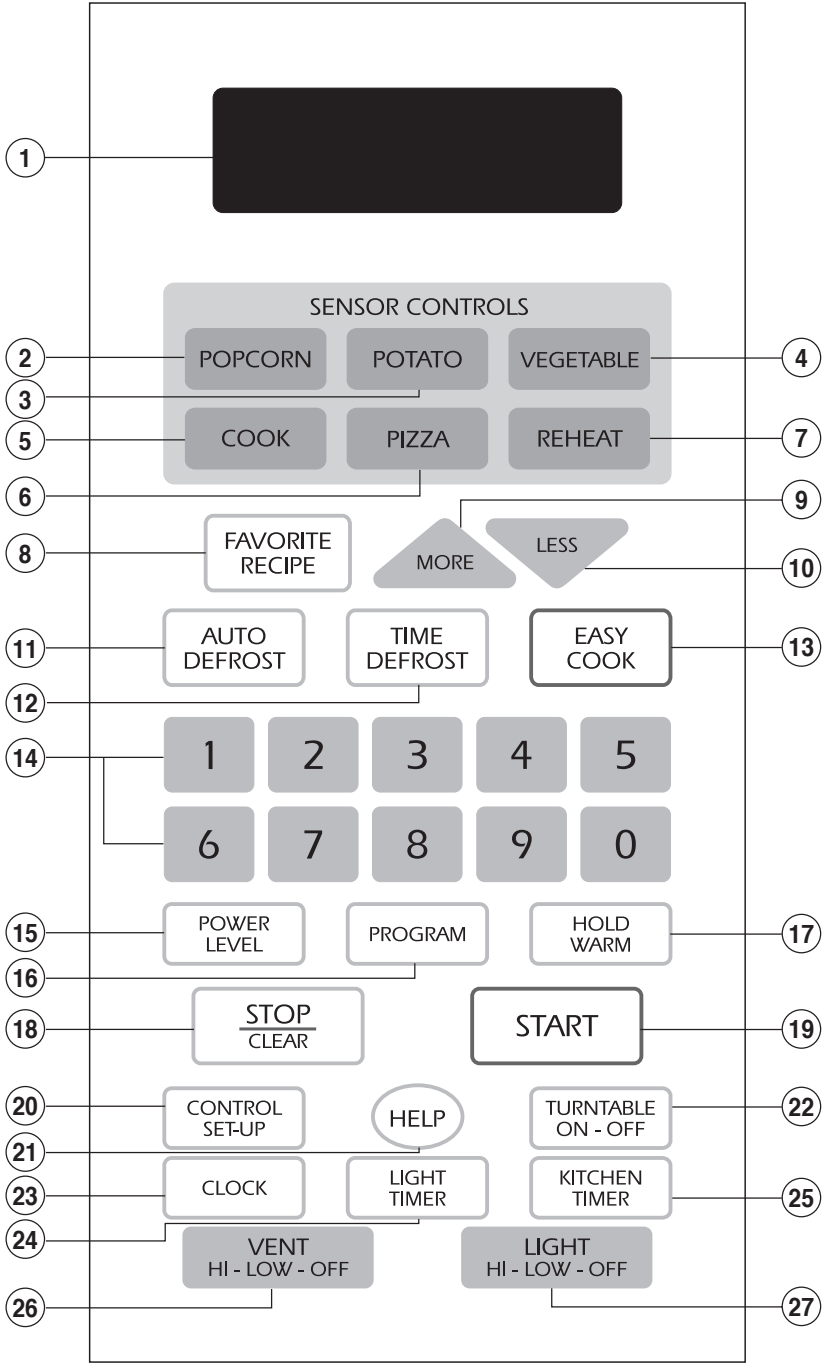 1
SENSOR CONTROLS
2 POPCORN POTATO VEGETABLE 4
3
5 COOK PIZZA REHEAT 7
6
9
8 FAVORITE
RECIPE
MORE
LESS
10
11 AUTO
DEFROST
TIME
DEFROST
EASY
COOK
13
12
14 1 2 3 4 5
6 7 8 9 0
15 POWER
LEVEL
PROGRAM
HOLD
WARM
17
16
18 STOP
CLEAR
START 19
20 CONTROL
SET-UP
HELP
TURNTABLE
ON - OFF
22
21
23 CLOCK
LIGHT
TIMER
KITCHEN
TIMER
25
24
VENT
HI - LOW - OFF
LIGHT
HI - LOW - OFF
26
27